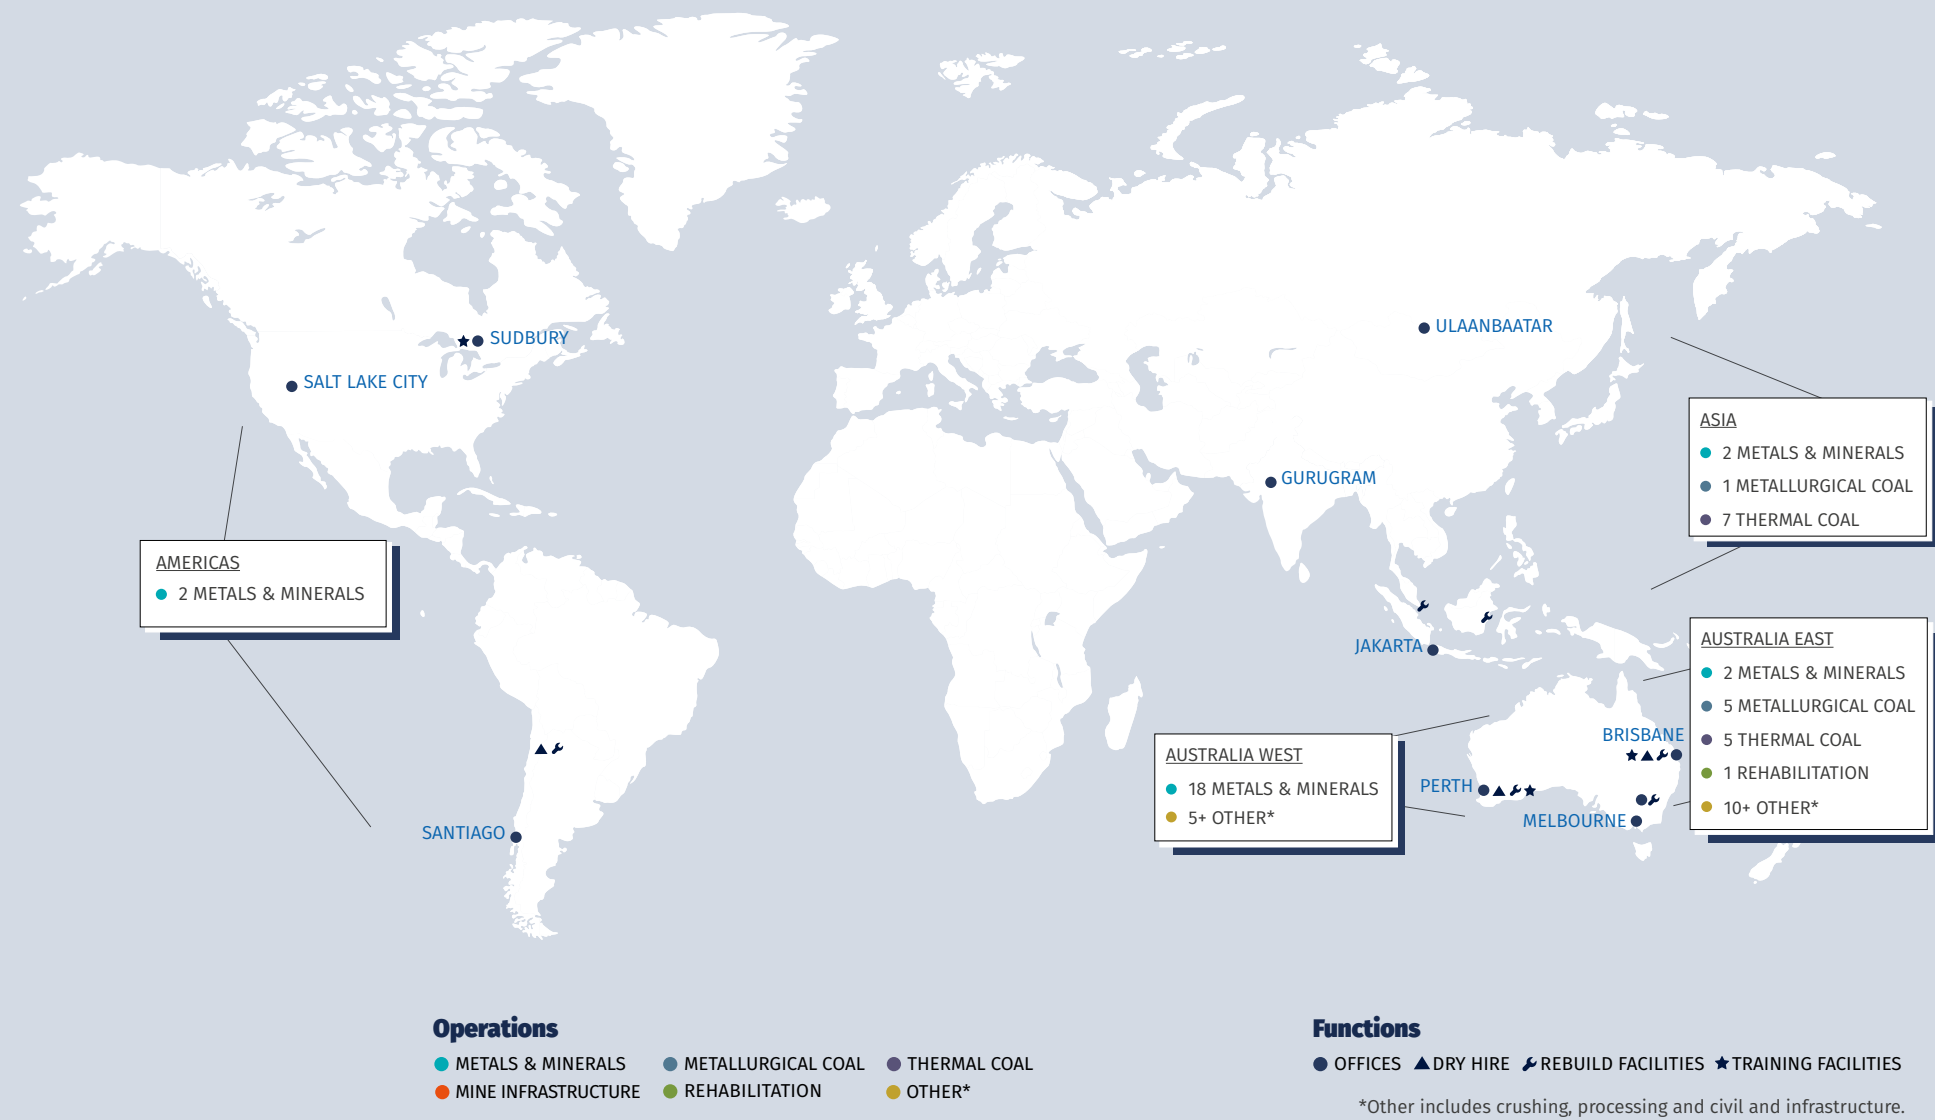 SUDBURY
SALT LAKE CITY
ULAANBAATAR
GURUGRAM
ASIA
2 METALS & MINERALS
1 METALLURGICAL COAL
7 THERMAL COAL
AMERICAS
2 METALS & MINERALS
JAKARTA
AUSTRALIA EAST
2 METALS & MINERALS
5 METALLURGICAL COAL
5 THERMAL COAL
1 REHABILITATION
10+ OTHER*
BRISBANE
AUSTRALIA WEST
18 METALS & MINERALS
5+ OTHER*
PERTH
MELBOURNE
SANTIAGO
Operations
METALS & MINERALS
METALLURGICAL COAL
THERMAL COAL
MINE INFRASTRUCTURE
REHABILITATION
OTHER*
Functions
OFFICES
DRY HIRE
REBUILD FACILITIES
TRAINING FACILITIES
*Other includes crushing, processing and civil and infrastructure.